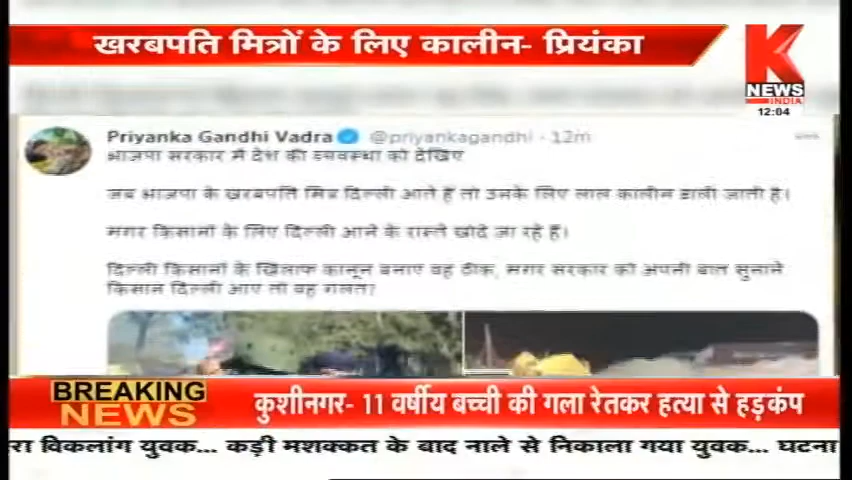 खरबपति मित्रों के लिए कालीन- प्रियंका
K
NEWS
INDIA
12:04
Priyanka Gandhi Vadra @priyankagandhi · 12m
भाजपा सरकार में देश की व्यवस्था को देखिए
जब भाजपा के खरबपति मित्र दिल्ली आते हैं तो उनके लिए लाल कालीन डाली जाती है।
मगर किसानों के लिए दिल्ली आने के रास्ते खोदे जा रहे हैं।
दिल्ली किसानों के खिलाफ कानून बनाए वह ठीक, मगर सरकार को अपनी बात सुनाने
किसान दिल्ली आए तो वह गलत?
BREAKING
NEWS
कुशीनगर- 11 वर्षीय बच्ची की गला रेतकर हत्या से हड़कंप
रा विकलांग युवक... कड़ी मशक्कत के बाद नाले से निकाला गया युवक... घटना